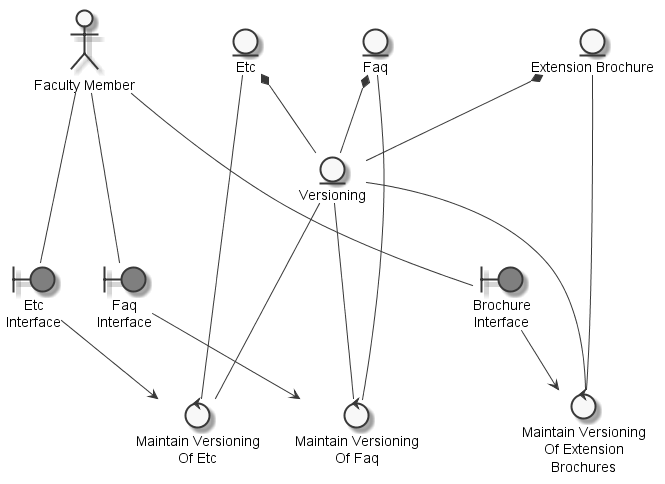 Faculty Member
Etc
Faq
Extension Brochure
Versioning
Etc
Interface
Faq
Interface
Brochure
Interface
Maintain Versioning
Of Etc
Maintain Versioning
Of Faq
Maintain Versioning
Of Extension
Brochures